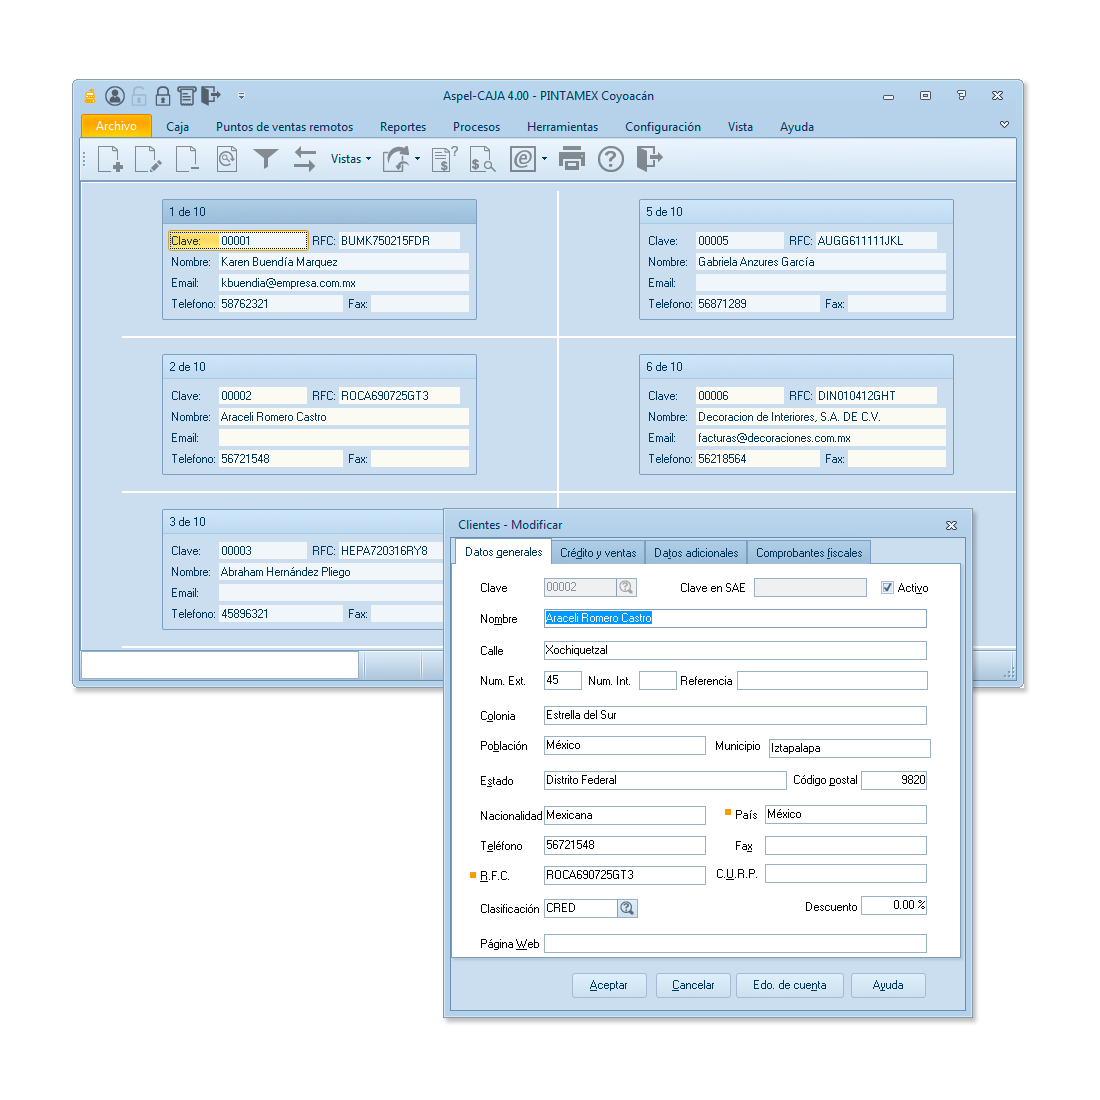 Aspel-CAJA 4.00 - PINTAMEX Coyoacán
Archivo Caja Puntos de ventas remotos Reportes Procesos Herramientas Configuración Vista Ayuda
Vistas
1 de 10
Clave: 00001 RFC: BUMK750215FDR
Nombre: Karen Buendía Marquez
Email: kbuendia@empresa.com.mx
Telefono: 58762321 Fax:
5 de 10
Clave: 00005 RFC: AUGG611111JKL
Nombre: Gabriela Anzures García
Email:
Telefono: 56871289 Fax:
2 de 10
Clave: 00002 RFC: ROCA690725GT3
Nombre: Araceli Romero Castro
Email:
Telefono: 56721548 Fax:
6 de 10
Clave: 00006 RFC: DIN010412GHT
Nombre: Decoracion de Interiores, S.A. DE C.V.
Email: facturas@decoraciones.com.mx
Telefono: 56218564 Fax:
3 de 10
Clave: 00003 RFC: HEPA720316RY8
Nombre: Abraham Hernández Pliego
Email:
Telefono: 45896321 Fax:
Clientes - Modificar
Datos generales Crédito y ventas Datos adicionales Comprobantes fiscales
Clave 00002 Clave en SAE Activo
Nombre Araceli Romero Castro
Calle Xochiquetzal
Num. Ext. 45 Num. Int. Referencia
Colonia Estrella del Sur
Población México Municipio Iztapalapa
Estado Distrito Federal Código postal 9820
Nacionalidad Mexicana País México
Teléfono 56721548 Fax
R.F.C. ROCA690725GT3 C.U.R.P.
Clasificación CRED Descuento 0.00 %
Página Web
Aceptar Cancelar Edo. de cuenta Ayuda